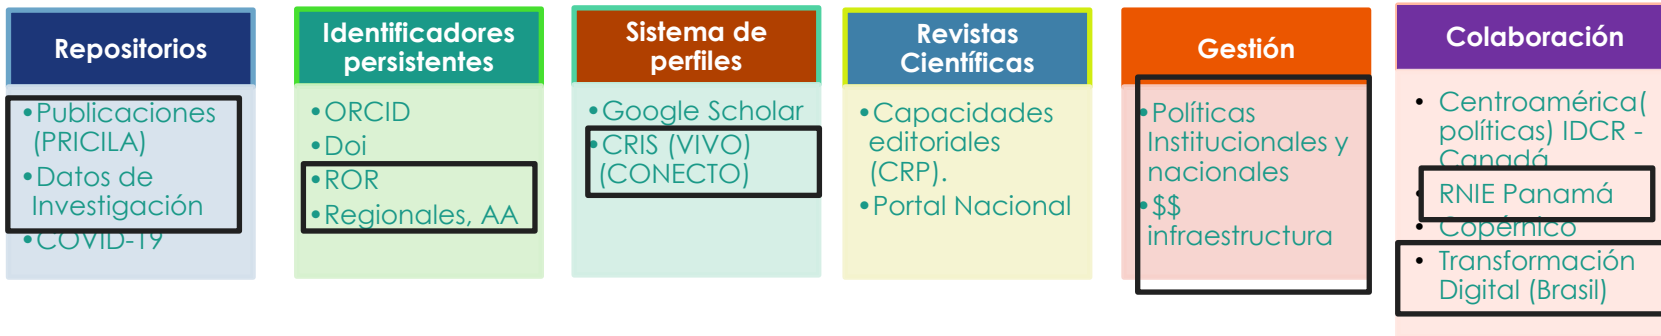 Repositorios
•Publicaciones
(PRICILA)
•Datos de
Investigación
•COVID-19
Identificadores
persistentes
•ORCID
•Doi
•ROR
•Regionales, AA
Sistema de
perfiles
•Google Scholar
•CRIS (VIVO)
(CONECTO)
Revistas
Científicas
•Capacidades
editoriales
(CRP).
•Portal Nacional
Gestión
•Políticas
Institucionales y
nacionales
•$$
infraestructura
Colaboración
• Centroamérica(
políticas) IDCR -
Canadá
• RNIE Panamá
• Copérnico
• Transformación
Digital (Brasil)